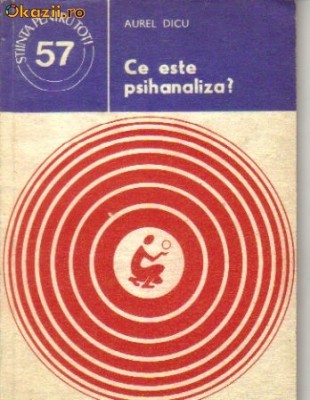 Okazii.ro
ȘTIINȚA PENTRU TOȚI
57
AUREL DICU
Ce este
psihanaliza?